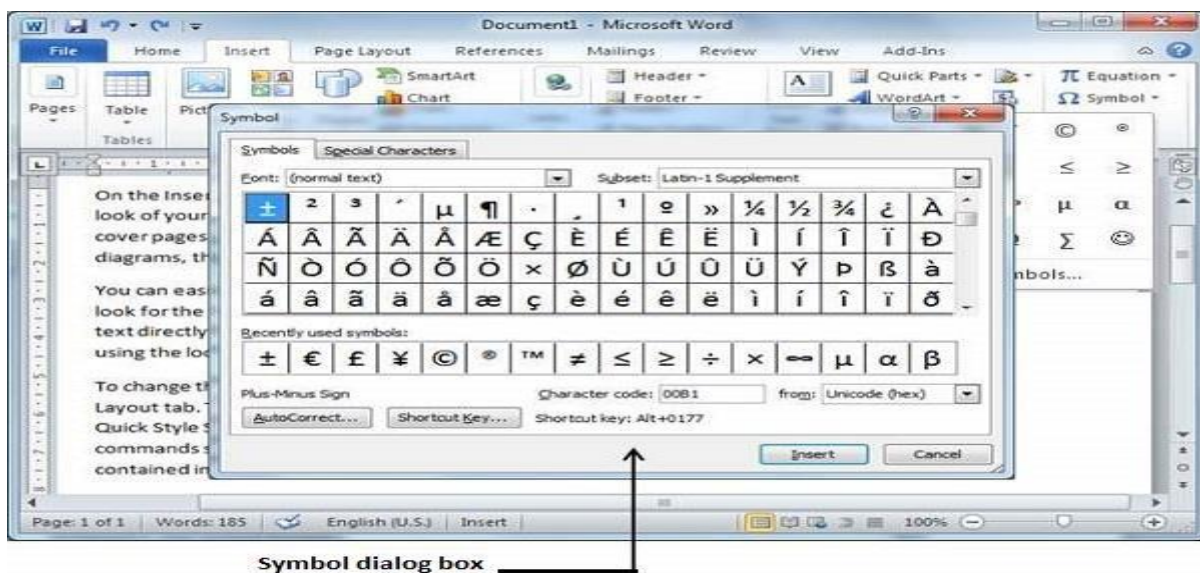 Document1 - Microsoft Word
File Home Insert Page Layout References Mailings Review View Add-Ins
SmartArt Header Quick Parts π Equation
Chart Footer A WordArt Ω Symbol
Pages Table
Tables
Symbol
© ®
Symbols Special Characters
≤ ≥
Font: (normal text) Subset: Latin-1 Supplement
± ² ³ ´ µ ¶ · ¸ ¹ º » ¼ ½ ¾ ¿ À
µ α
Á Â Ã Ä Å Æ Ç È É Ê Ë Ì Í Î Ï Ð
∑ ☺
Ñ Ò Ó Ô Õ Ö × Ø Ù Ú Û Ü Ý Þ ß à
á â ã ä å æ ç è é ê ë ì í î ï ð
Recently used symbols:
± € £ ¥ © ® ™ ≠ ≤ ≥ ÷ × ∞ µ α β
Plus-Minus Sign Character code: 00B1 from: Unicode (hex)
AutoCorrect... Shortcut Key... Shortcut key: Alt+0177
Insert Cancel
On the
look of your
cover pages
diagrams,
You can
look for the
text directly
using the
To change
Layout tab.
Quick Style
commands
contained in
Page: 1 of 1 Words: 185 English (U.S.) Insert 100%
Symbol dialog box